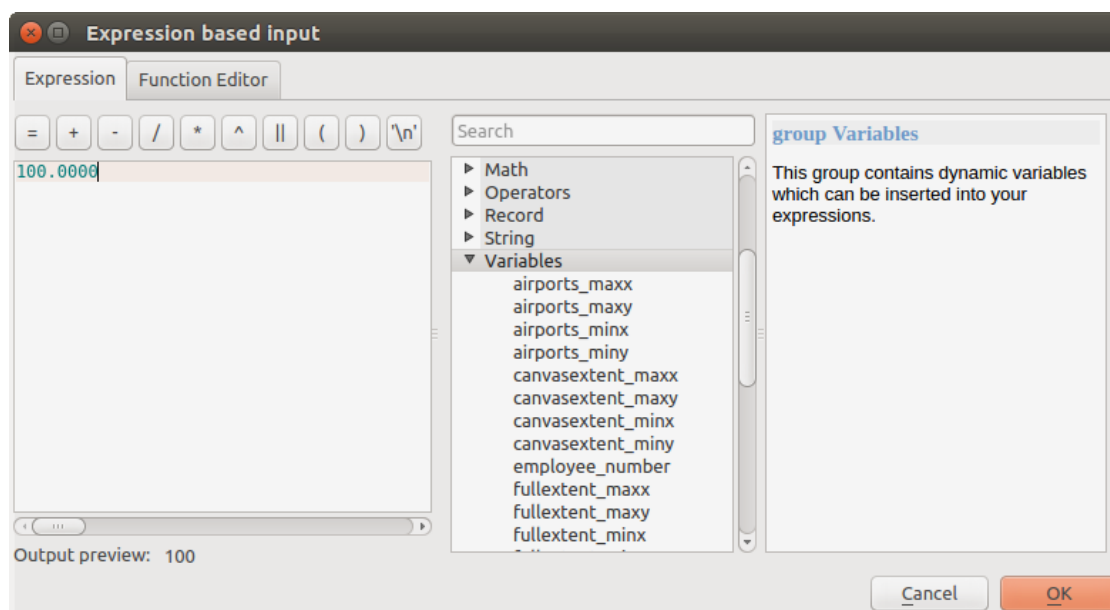 Expression based input
Expression Function Editor
= + - / * ^ || ( ) '\n'
100.0000
Output preview: 100
Search
Math
Operators
Record
String
Variables
airports_maxx
airports_maxy
airports_minx
airports_miny
canvasextent_maxx
canvasextent_maxy
canvasextent_minx
canvasextent_miny
employee_number
fullextent_maxx
fullextent_maxy
fullextent_minx
group Variables
This group contains dynamic variables
which can be inserted into your
expressions.
Cancel OK